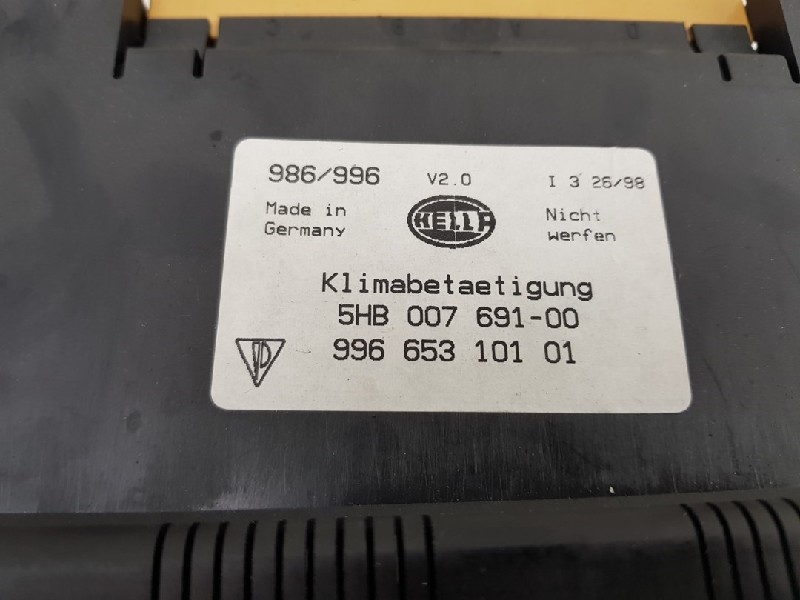 986/996 V2.0 I 3 26/98
Made in Germany
HELLA
Nicht werfen
Klimabetaetigung
5HB 007 691-00
996 653 101 01